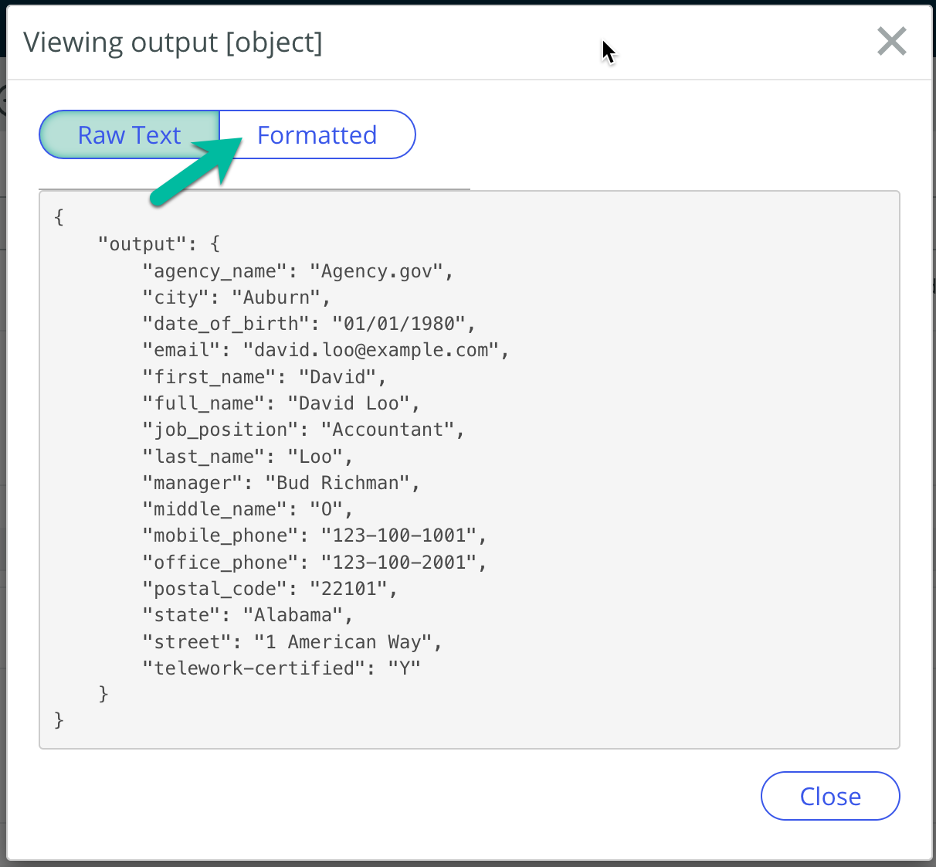 Viewing output [object]
Raw Text Formatted
{
    "output": {
        "agency_name": "Agency.gov",
        "city": "Auburn",
        "date_of_birth": "01/01/1980",
        "email": "david.loo@example.com",
        "first_name": "David",
        "full_name": "David Loo",
        "job_position": "Accountant",
        "last_name": "Loo",
        "manager": "Bud Richman",
        "middle_name": "O",
        "mobile_phone": "123-100-1001",
        "office_phone": "123-100-2001",
        "postal_code": "22101",
        "state": "Alabama",
        "street": "1 American Way",
        "telework-certified": "Y"
    }
}
Close